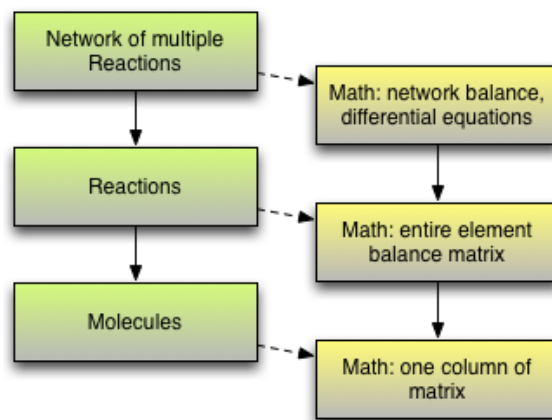 Network of multiple
Reactions
Math: network balance,
differential equations
Reactions
Math: entire element
balance matrix
Molecules
Math: one column of
matrix